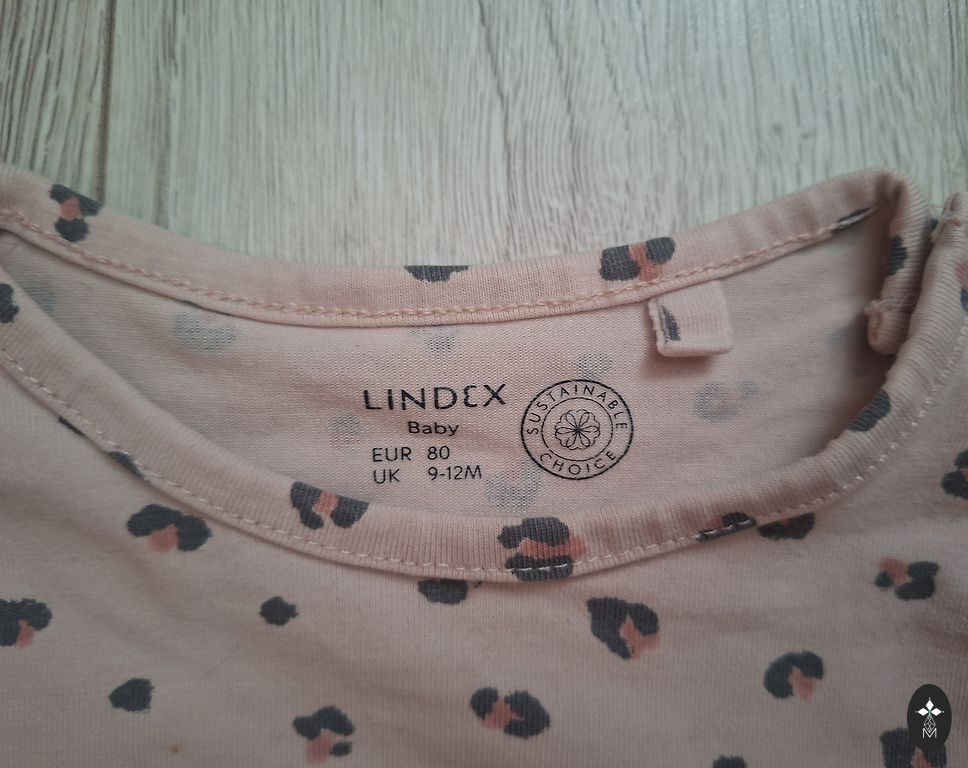 LINDEX
Baby
EUR 80
UK 9-12M
SUSTAINABLE
CHOICE
M